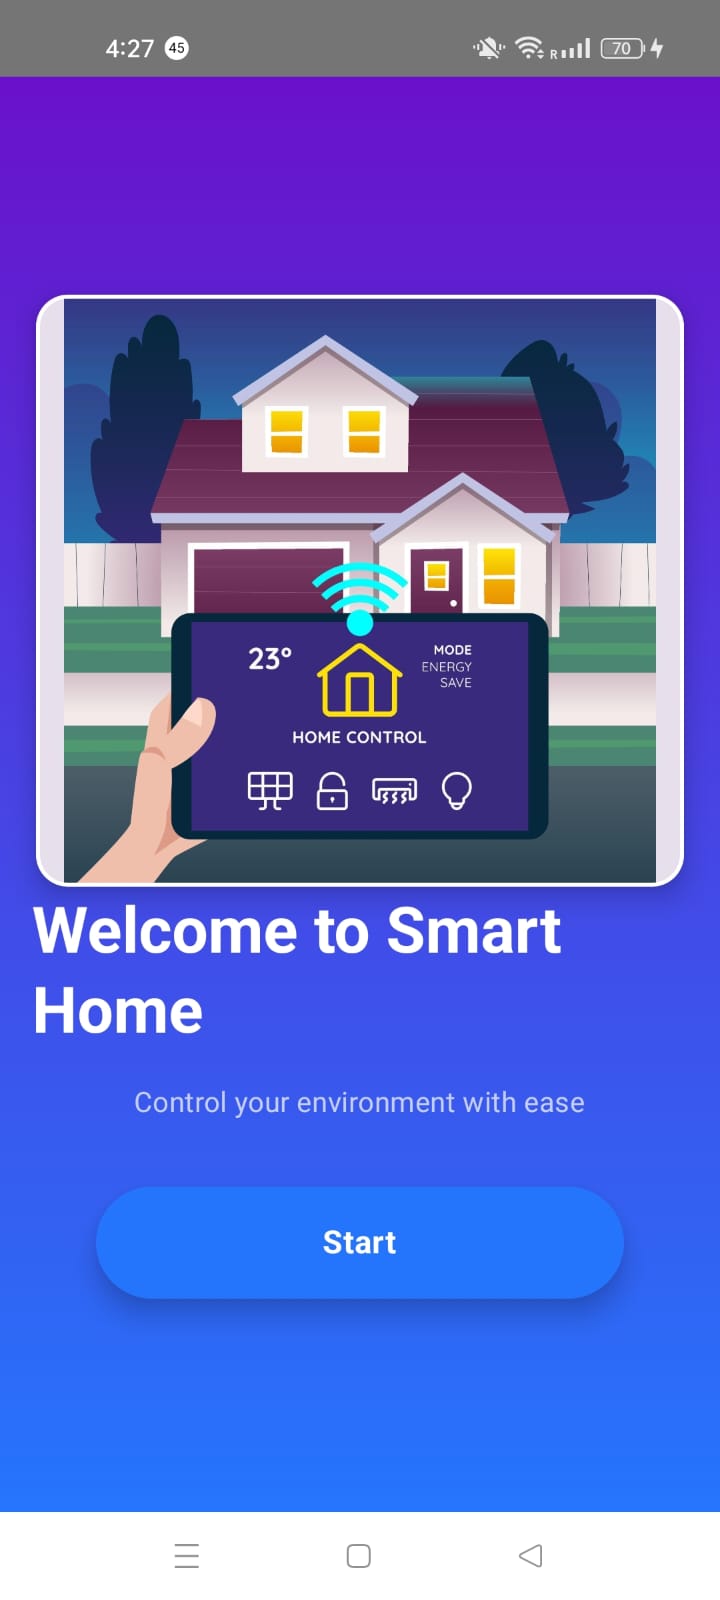 4:27 45
R 70
23°
MODE
ENERGY
SAVE
HOME CONTROL
Welcome to Smart
Home
Control your environment with ease
Start